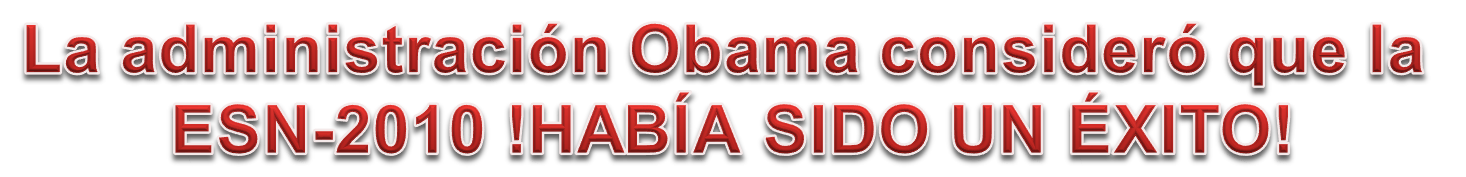 La administración Obama consideró que la
ESN-2010 !HABÍA SIDO UN ÉXITO!